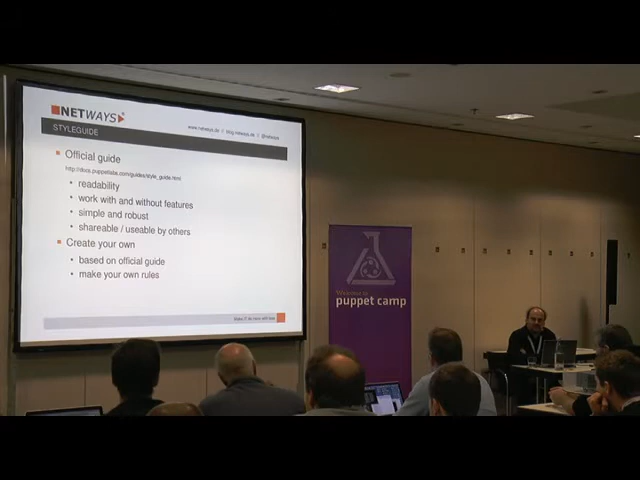 NETWAYS
STYLEGUIDE
www.netways.de / blog.netways.de / @netways
Official guide
http://docs.puppetlabs.com/guides/style_guide.html
readability
work with and without features
simple and robust
shareable / useable by others
Create your own
based on official guide
make your own rules
puppet camp